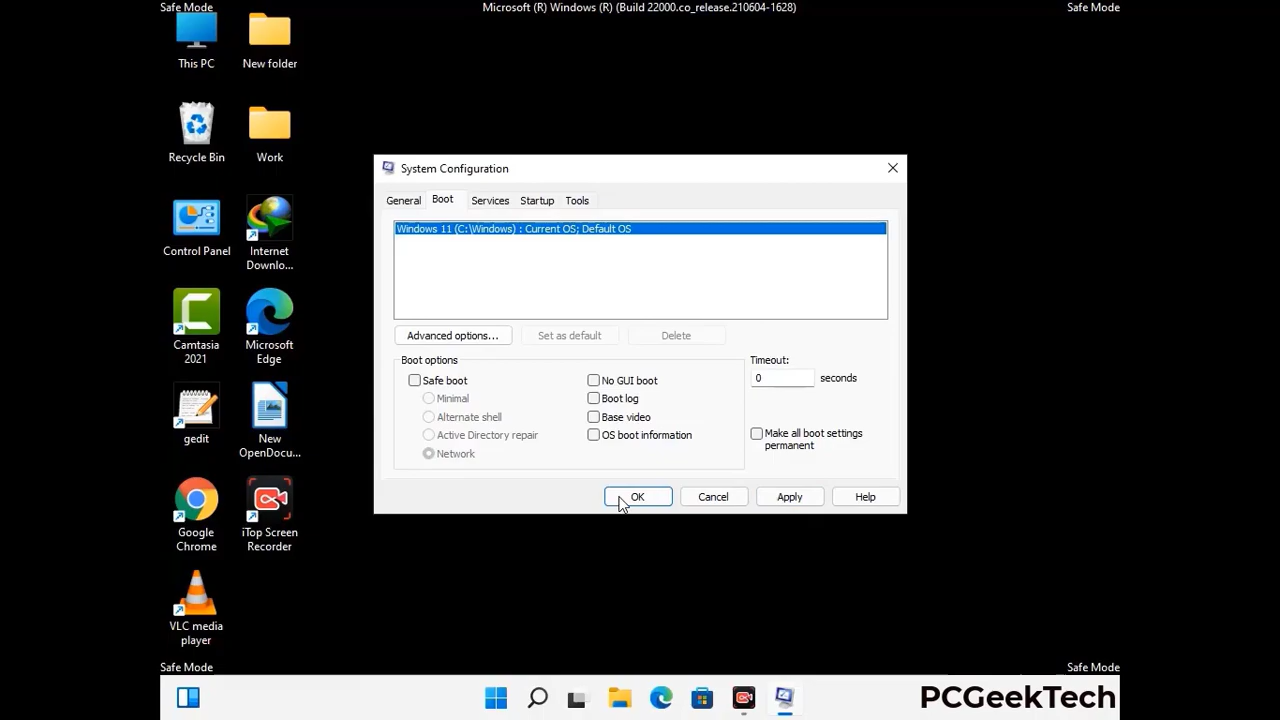 Safe Mode
Microsoft (R) Windows (R) (Build 22000.co_release.210604-1628)
Safe Mode
This PC
New folder
Recycle Bin
Work
Control Panel
Internet
Downlo...
Camtasia
2021
Microsoft
Edge
gedit
New
OpenDocu...
Google
Chrome
iTop Screen
Recorder
VLC media
player
System Configuration
General
Boot
Services
Startup
Tools
Windows 11 (C:\Windows) : Current OS; Default OS
Advanced options...
Set as default
Delete
Boot options
Safe boot
Minimal
Alternate shell
Active Directory repair
Network
No GUI boot
Boot log
Base video
OS boot information
Timeout:
0 seconds
Make all boot settings
permanent
OK
Cancel
Apply
Help
Safe Mode
Safe Mode
PCGeekTech